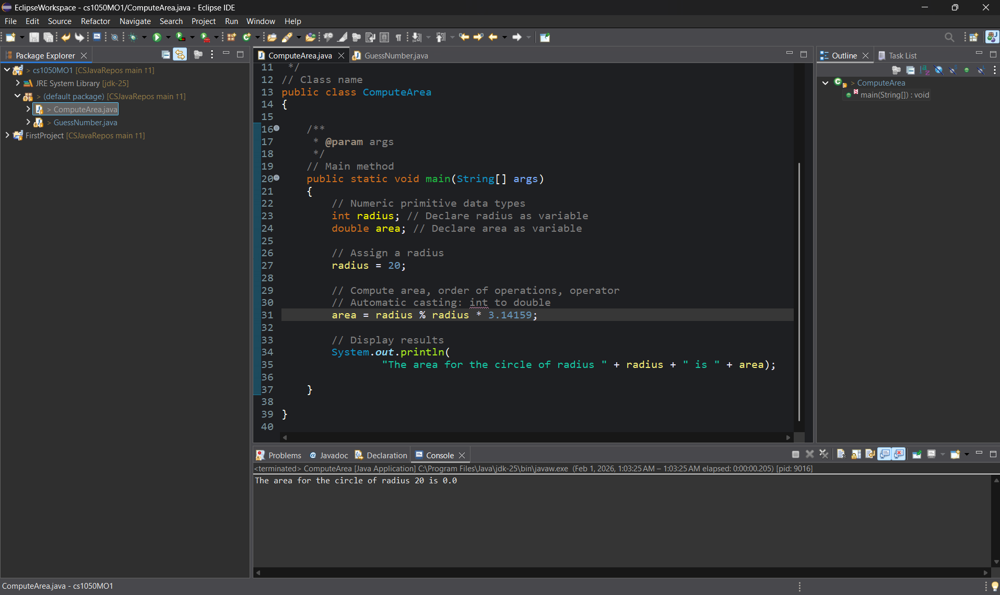 EclipseWorkspace - cs1050MO1/ComputeArea.java - Eclipse IDE
File Edit Source Refactor Navigate Search Project Run Window Help
Package Explorer
> cs1050MO1 [CSJavaRepos main ↑1]
JRE System Library [jdk-25]
> (default package) [CSJavaRepos main ↑1]
> ComputeArea.java
> GuessNumber.java
FirstProject [CSJavaRepos main ↑1]
ComputeArea.java GuessNumber.java
11 */
12 // Class name
13 public class ComputeArea
14 {
15
16 /**
17 * @param args
18 */
19 // Main method
20 public static void main(String[] args)
21 {
22 // Numeric primitive data types
23 int radius; // Declare radius as variable
24 double area; // Declare area as variable
25
26 // Assign a radius
27 radius = 20;
28
29 // Compute area, order of operations, operator
30 // Automatic casting: int to double
31 area = radius % radius * 3.14159;
32
33 // Display results
34 System.out.println(
35 "The area for the circle of radius " + radius + " is " + area);
36
37 }
38
39 }
40
Outline Task List
> ComputeArea
main(String[]) : void
Problems Javadoc Declaration Console
<terminated> ComputeArea [Java Application] C:\Program Files\Java\jdk-25\bin\javaw.exe (Feb 1, 2026, 1:03:25 AM – 1:03:25 AM elapsed: 0:00:00.205) [pid: 9016]
The area for the circle of radius 20 is 0.0
ComputeArea.java - cs1050MO1